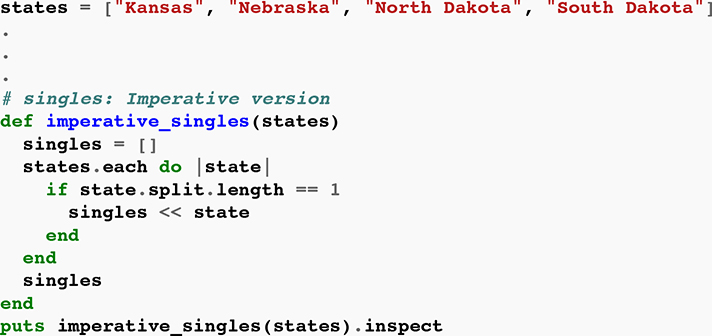 states = ["Kansas", "Nebraska", "North Dakota", "South Dakota"]
.
.
.
# singles: Imperative version
def imperative_singles(states)
  singles = []
  states.each do |state|
    if state.split.length == 1
      singles << state
    end
  end
  singles
end
puts imperative_singles(states).inspect